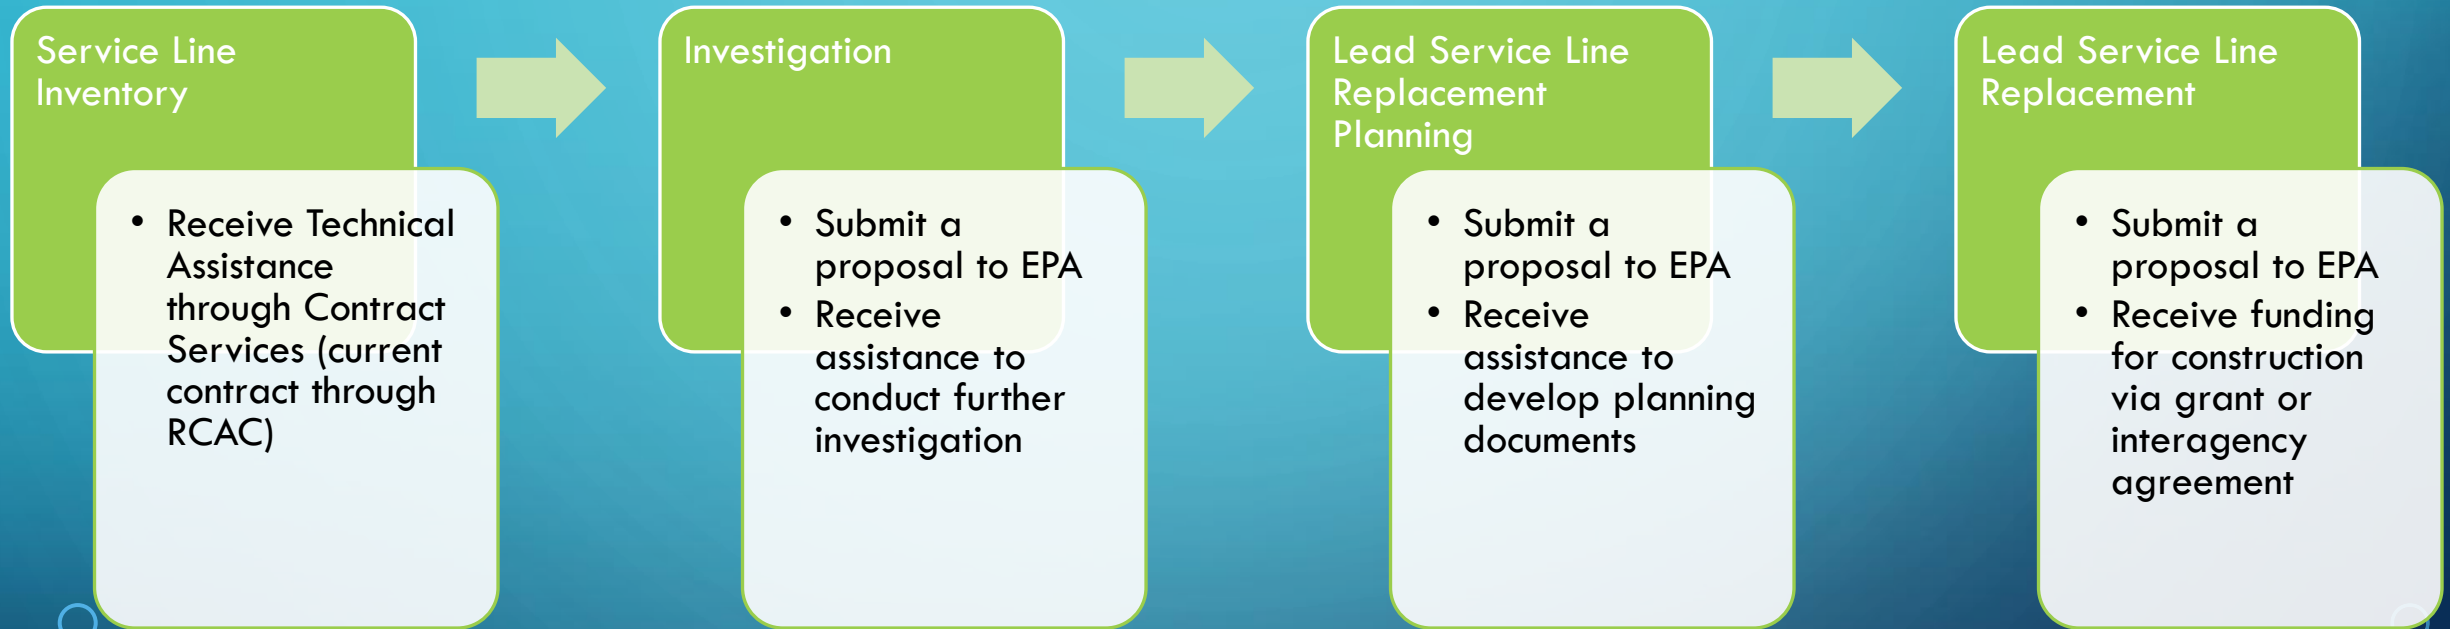 Service Line
Inventory
• Receive Technical
Assistance
through Contract
Services (current
contract through
RCAC)
Investigation
• Submit a
proposal to EPA
• Receive
assistance to
conduct further
investigation
Lead Service Line
Replacement
Planning
• Submit a
proposal to EPA
• Receive
assistance to
develop planning
documents
Lead Service Line
Replacement
• Submit a
proposal to EPA
• Receive funding
for construction
via grant or
interagency
agreement